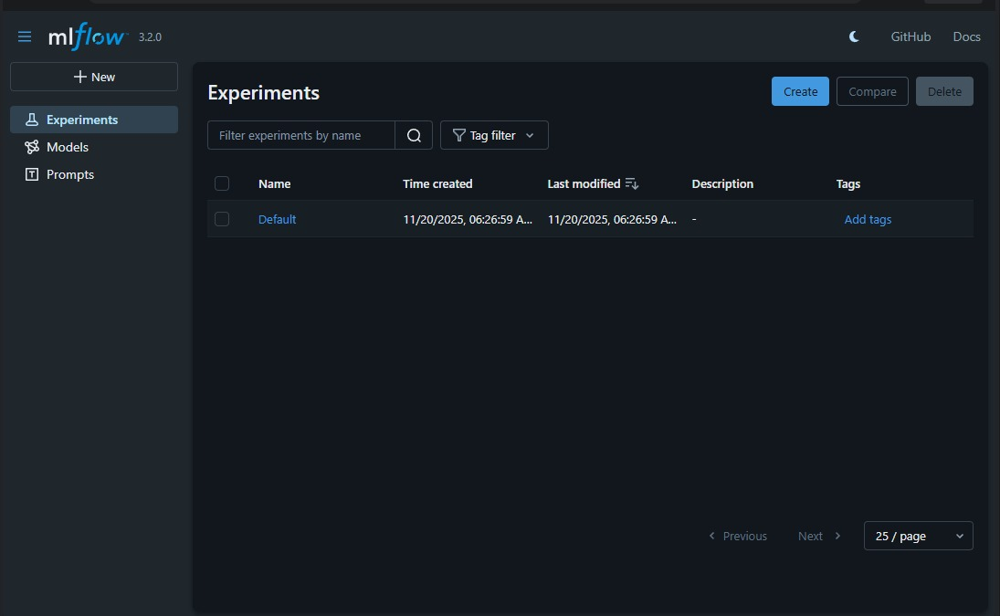 mlflow 3.2.0 GitHub Docs
New
Experiments
Models
Prompts
Experiments Create Compare Delete
Filter experiments by name Tag filter
Name Time created Last modified Description Tags
Default 11/20/2025, 06:26:59 A... 11/20/2025, 06:26:59 A... - Add tags
Previous Next 25 / page